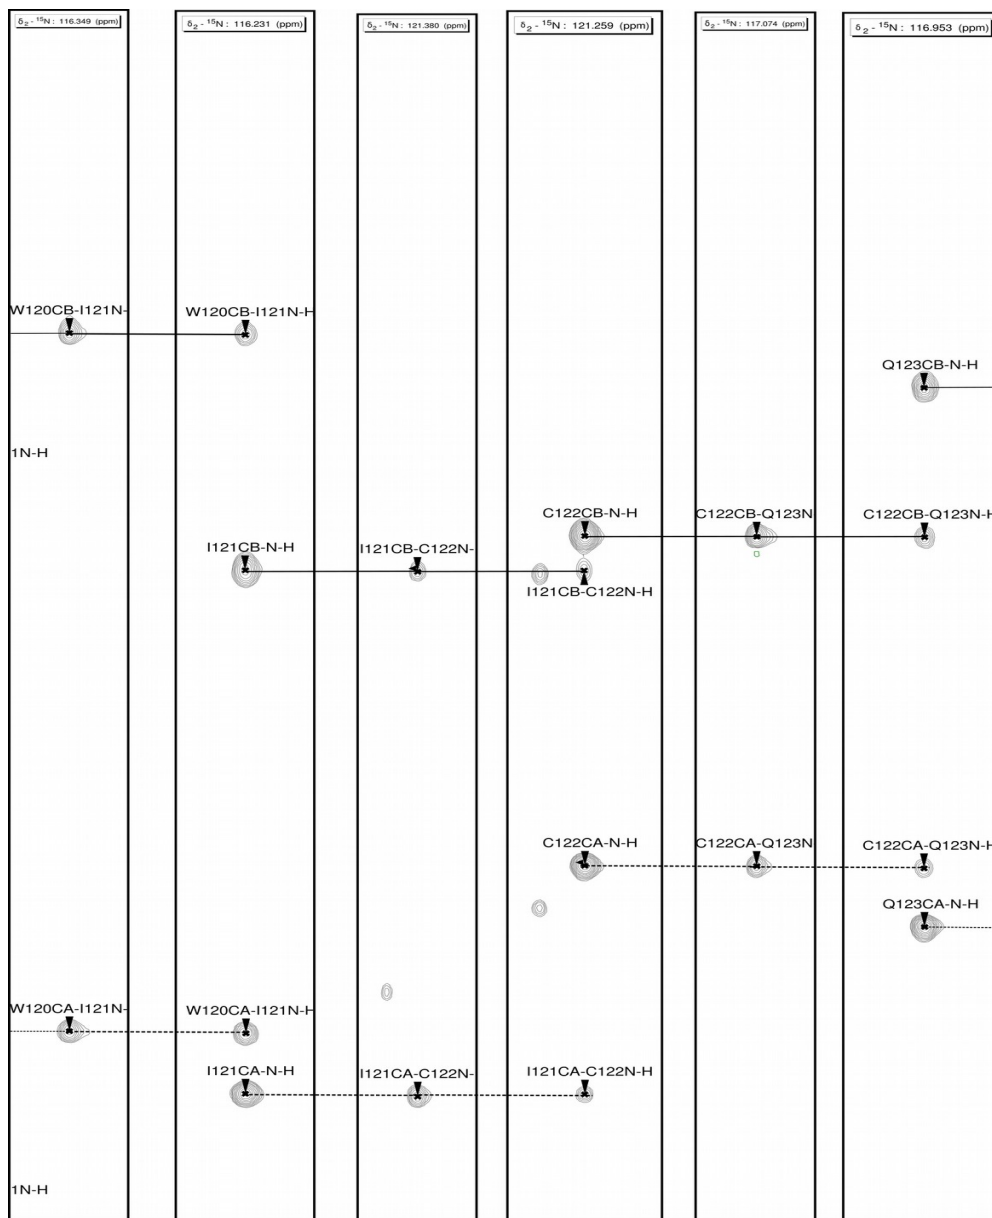 δ₂ - ¹⁵N : 116.349 (ppm)
δ₂ - ¹⁵N : 116.231 (ppm)
δ₂ - ¹⁵N : 121.380 (ppm)
δ₂ - ¹⁵N : 121.259 (ppm)
δ₂ - ¹⁵N : 117.074 (ppm)
δ₂ - ¹⁵N : 116.953 (ppm)
W120CB-I121N-
W120CB-I121N-H
Q123CB-N-H
1N-H
C122CB-N-H
C122CB-Q123N
C122CB-Q123N-H
I121CB-N-H
I121CB-C122N-
I121CB-C122N-H
C122CA-N-H
C122CA-Q123N
C122CA-Q123N-H
Q123CA-N-H
W120CA-I121N-
W120CA-I121N-H
I121CA-N-H
I121CA-C122N-
I121CA-C122N-H
1N-H